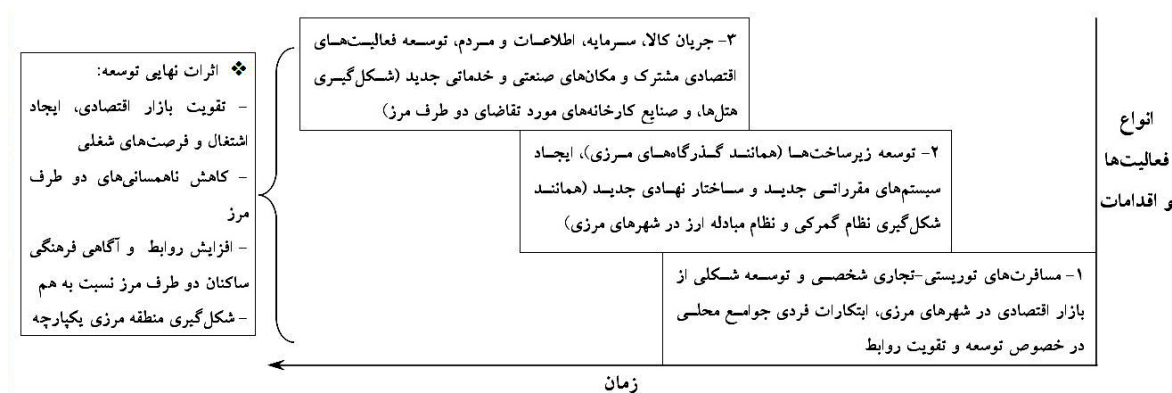 انواع
فعالیت‌ها
و اقدامات
۳- جریان کالا، سرمایه، اطلاعات و مردم، توسعه فعالیت‌های
اقتصادی مشترک و مکان‌های صنعتی و خدماتی جدید (شکل‌گیری
هتل‌ها، و صنایع کارخانه‌های مورد تقاضای دو طرف مرز)
۲- توسعه زیرساخت‌ها (هماننـد گذرگاه‌های مرزی)، ایجاد
سیستم‌های مقرراتی جدید و ساختار نهادی جدید (همانند
شکل‌گیری نظام گمرکی و نظام مبادله ارز در شهرهای مرزی)
۱- مسافرت‌های توریستی-تجاری شخصی و توسعه شکلی از
بازار اقتصادی در شهرهای مرزی، ابتکارات فردی جوامع محلی
در خصوص توسعه و تقویت روابط
❖ اثرات نهایی توسعه:
- تقویت بازار اقتصادی، ایجاد
اشتغال و فرصت‌های شغلی
- کاهش ناهمسانی‌های دو طرف
مرز
- افزایش روابط و آگاهی فرهنگی
ساکنان دو طرف مرز نسبت به هم
- شکل‌گیری منطقه مرزی یکپارچه
زمان